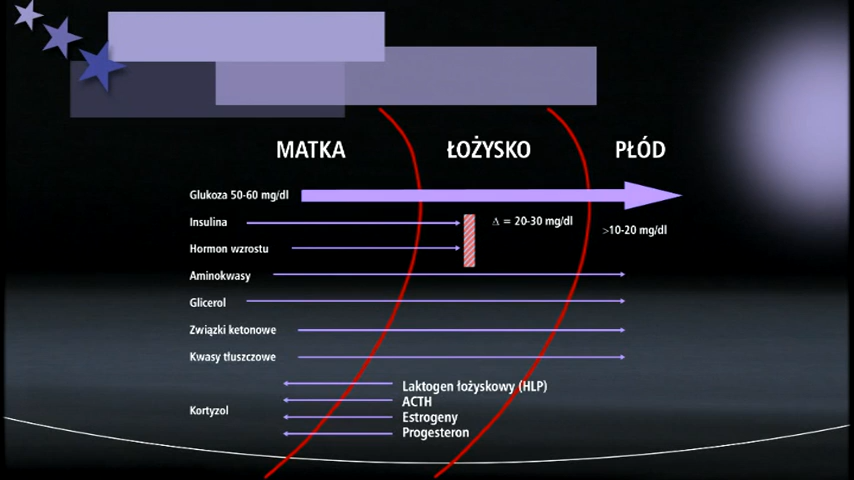 MATKA ŁOŻYSKO PŁÓD
Glukoza 50-60 mg/dl
Insulina Δ = 20-30 mg/dl
>10-20 mg/dl
Hormon wzrostu
Aminokwasy
Glicerol
Związki ketonowe
Kwasy tłuszczowe
Laktogen łożyskowy (HLP)
ACTH
Kortyzol
Estrogeny
Progesteron